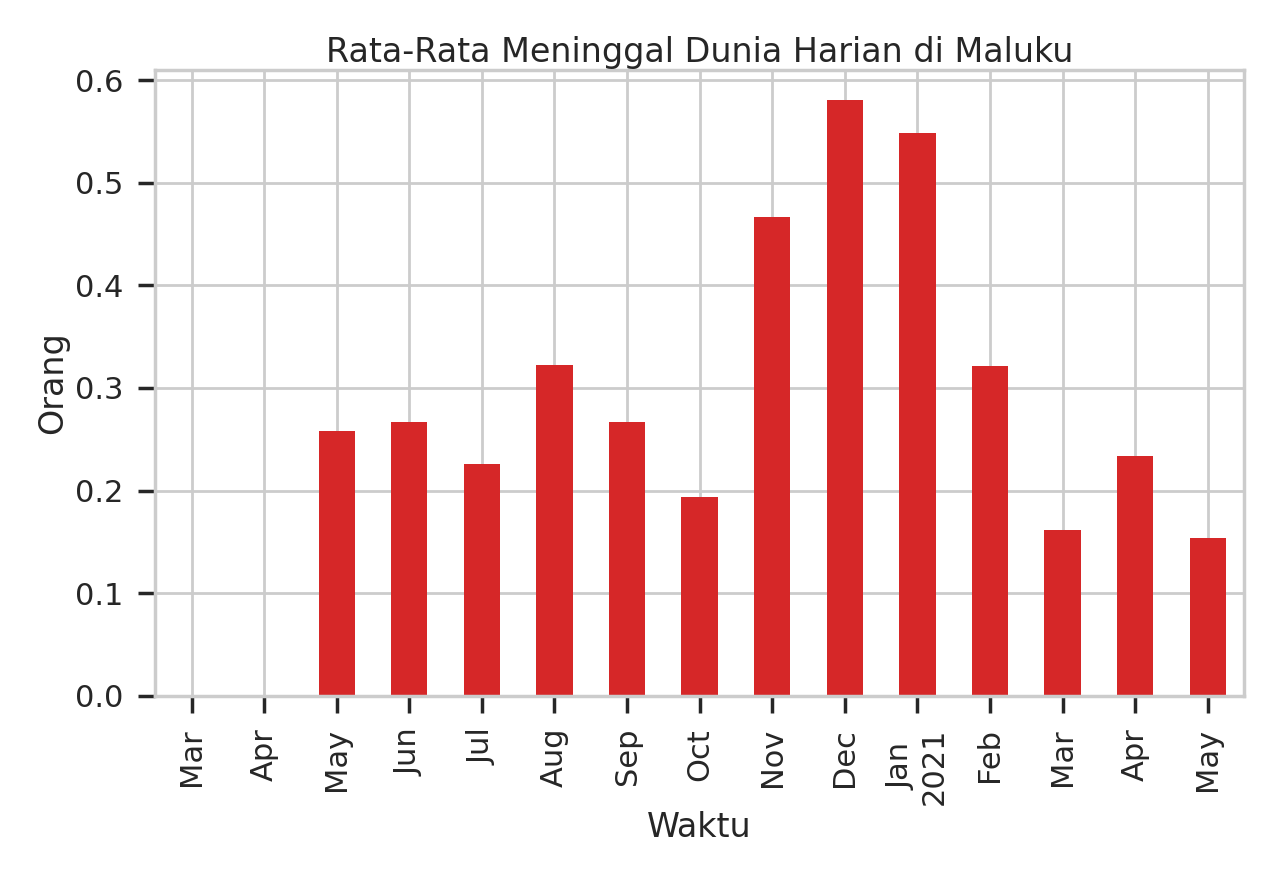 Rata-Rata Meninggal Dunia Harian di Maluku
0.6
0.5
0.4
0.3
0.2
0.1
0.0
Orang
Mar
Apr
May
Jun
Jul
Aug
Sep
Oct
Nov
Dec
Jan
2021
Feb
Mar
Apr
May
Waktu